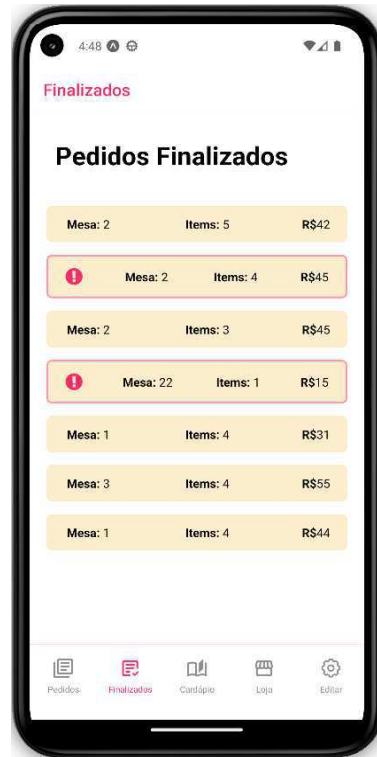 4:48
Finalizados
Pedidos Finalizados
Mesa: 2 Items: 5 R$42
Mesa: 2 Items: 4 R$45
Mesa: 2 Items: 3 R$45
Mesa: 22 Items: 1 R$15
Mesa: 1 Items: 4 R$31
Mesa: 3 Items: 4 R$55
Mesa: 1 Items: 4 R$44
Pedidos Finalizados Cardápio Loja Editar